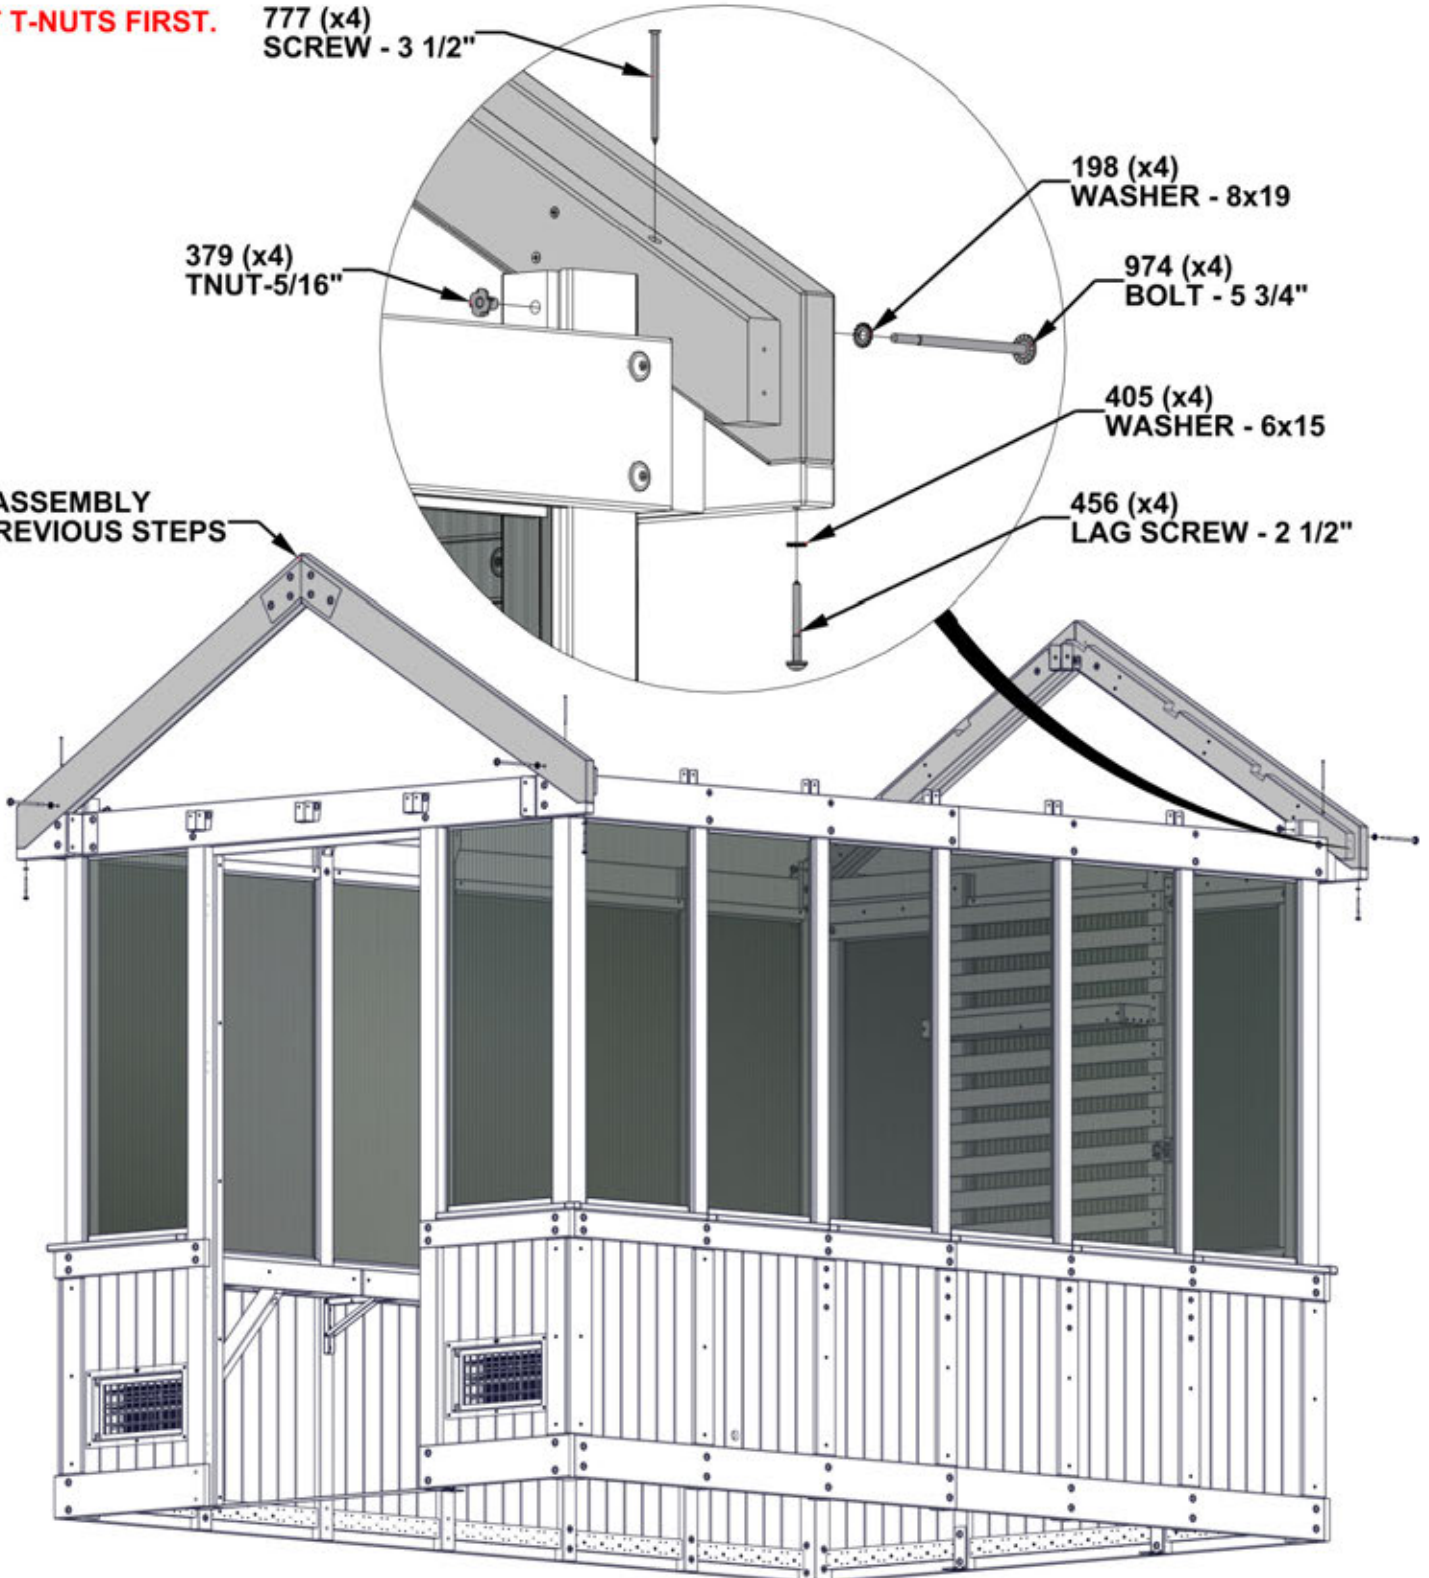 T-NUTS FIRST.
777 (x4)
SCREW - 3 1/2"
198 (x4)
WASHER - 8x19
379 (x4)
TNUT-5/16"
974 (x4)
BOLT - 5 3/4"
405 (x4)
WASHER - 6x15
ASSEMBLY
REVIOUS STEPS
456 (x4)
LAG SCREW - 2 1/2"